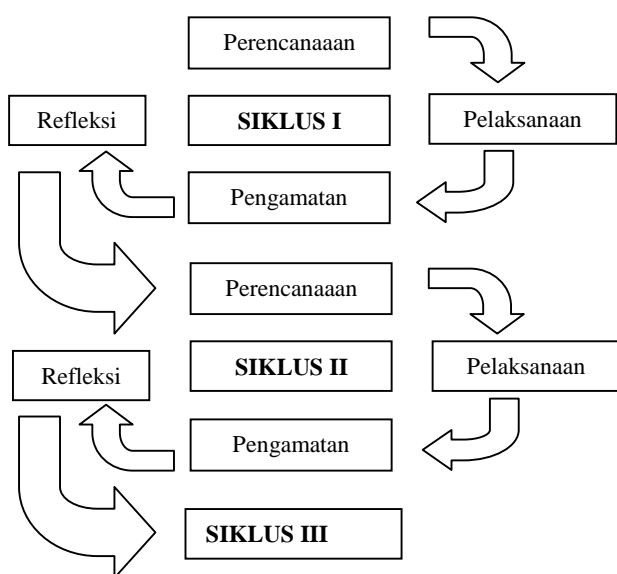 Perencanaaan
Refleksi
SIKLUS I
Pelaksanaan
Pengamatan
Perencanaaan
Refleksi
SIKLUS II
Pelaksanaan
Pengamatan
SIKLUS III